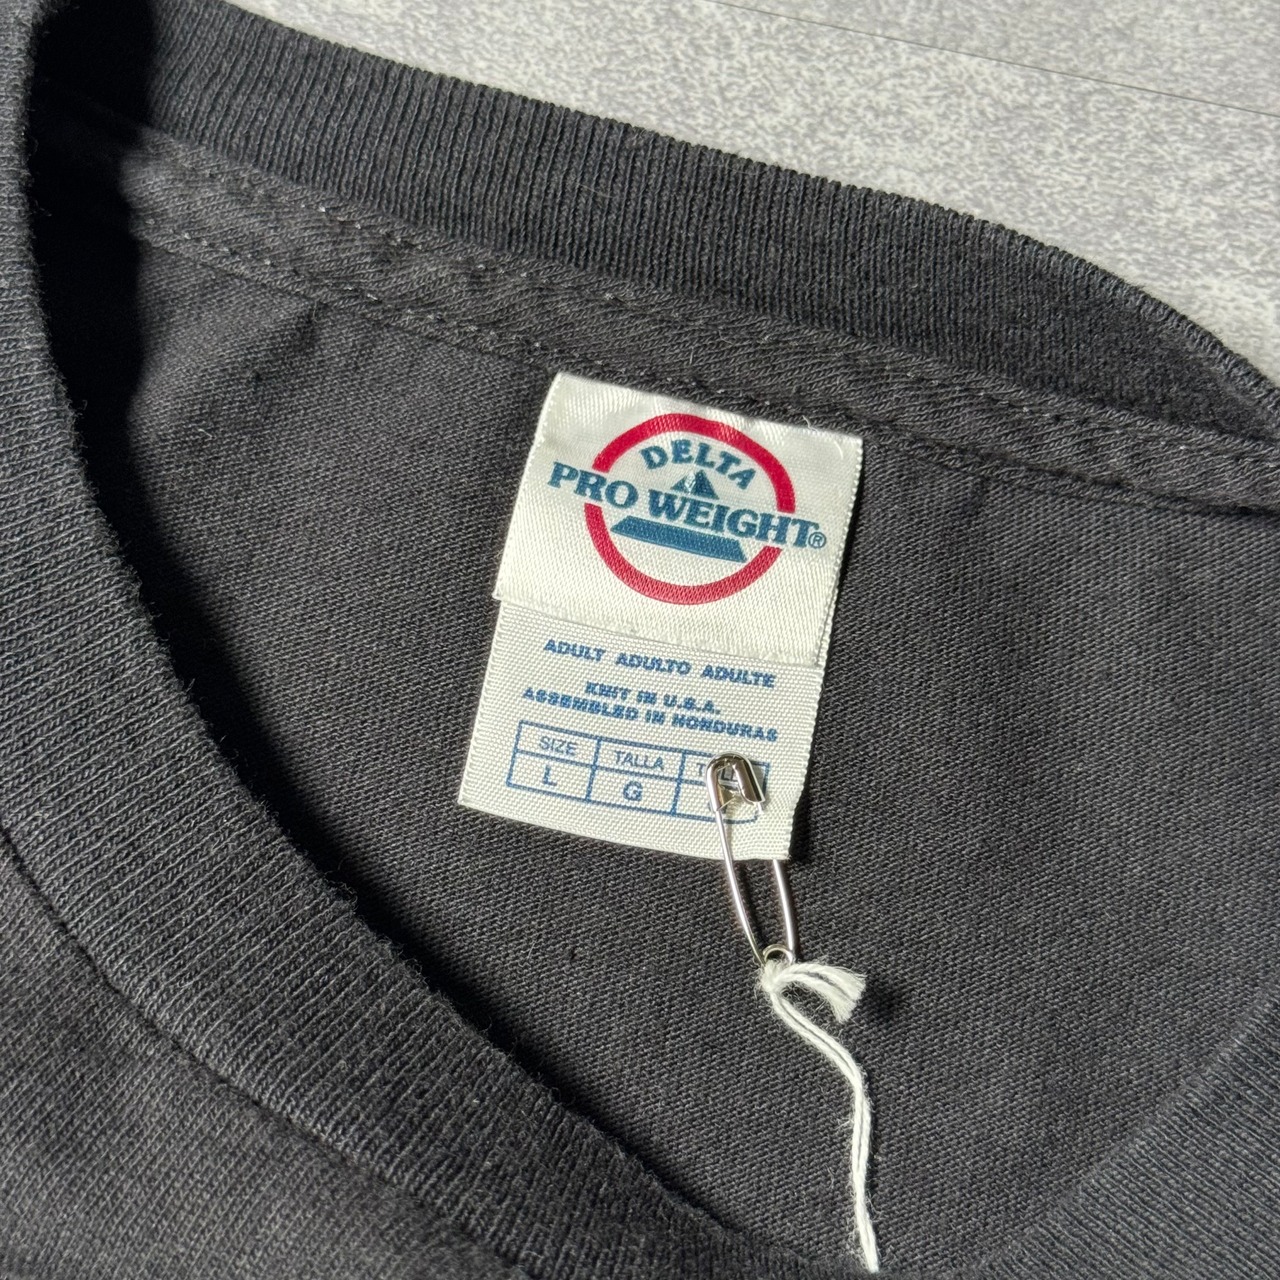 DELTA
PRO WEIGHT®
ADULT ADULTO ADULTE
KNIT IN U.S.A.
ASSEMBLED IN HONDURAS
SIZE TALLA
L G